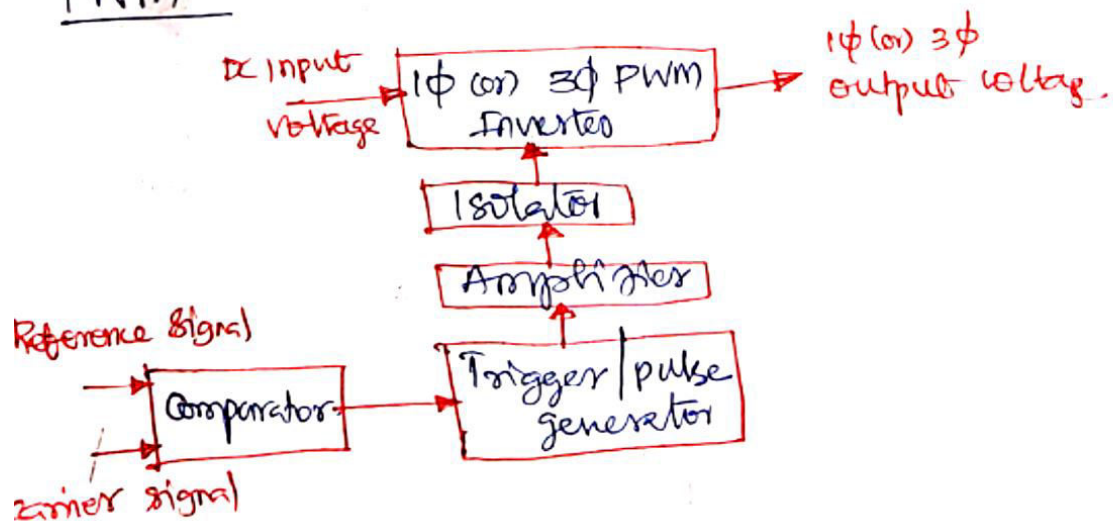 PWM
DC input
voltage
1ϕ (or) 3ϕ PWM
Inverter
1ϕ (or) 3ϕ
output voltag.
Isolator
Amplifier
Reference Signal
Comparator
Trigger/pulse
generator
Carrier signal